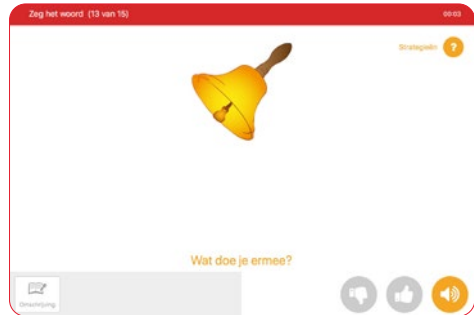 Zeg het woord (13 van 15)
00:03
Strategieën ?
Wat doe je ermee?
Omschrijving